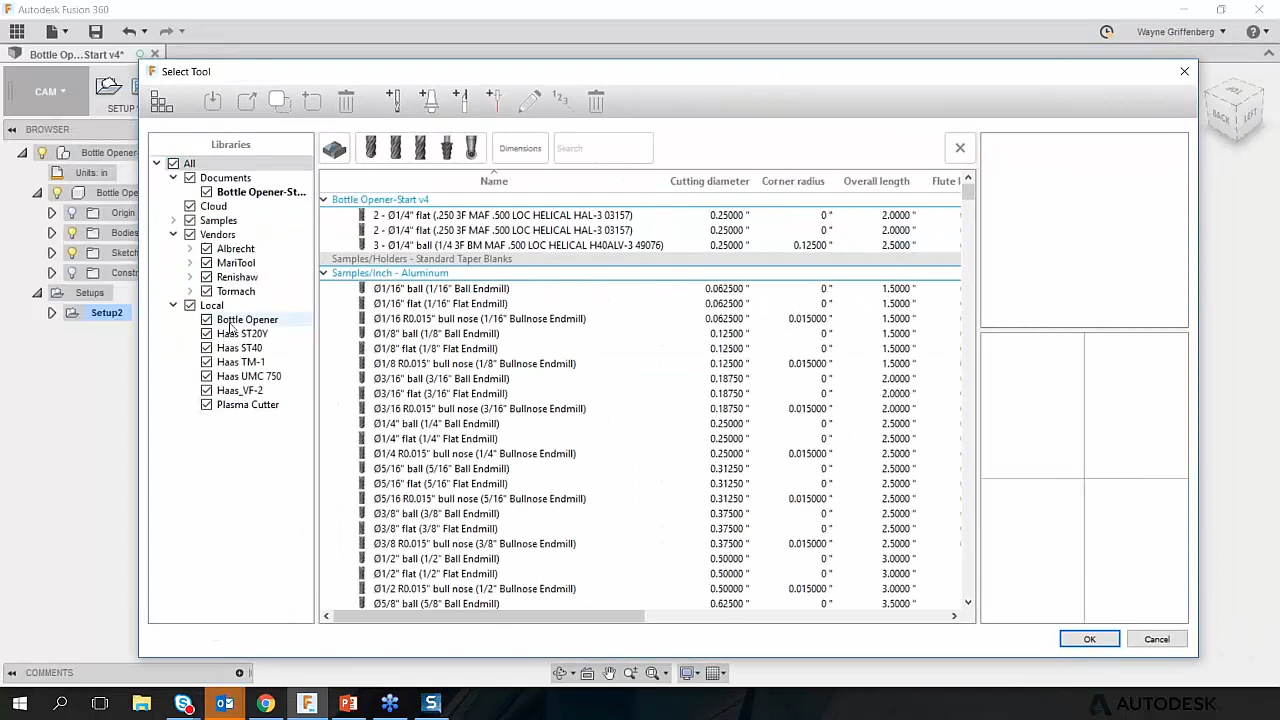 Autodesk Fusion 360
Wayne Griffenberg
Bottle Op...Start v4*
Select Tool
CAM
SETUP
BROWSER
Bottle Opener-
Units: in
Bottle Ope
Origin
Bodies
Sketch
Constr
Setups
Setup2
Libraries
All
Documents
Bottle Opener-St...
Cloud
Samples
Vendors
Albrecht
MariTool
Renishaw
Tormach
Local
Bottle Opener
Haas ST20Y
Haas ST40
Haas TM-1
Haas UMC 750
Haas_VF-2
Plasma Cutter
Dimensions
Search
Name Cutting diameter Corner radius Overall length Flute l
Bottle Opener-Start v4
2 - Ø1/4" flat (.250 3F MAF .500 LOC HELICAL HAL-3 03157) 0.25000 " 0 " 2.0000 "
2 - Ø1/4" flat (.250 3F MAF .500 LOC HELICAL HAL-3 03157) 0.25000 " 0 " 2.0000 "
3 - Ø1/4" ball (1/4 3F BM MAF .500 LOC HELICAL H40ALV-3 49076) 0.25000 " 0.12500 " 2.5000 "
Samples/Holders - Standard Taper Blanks
Samples/Inch - Aluminum
Ø1/16" ball (1/16" Ball Endmill) 0.062500 " 0 " 1.5000 "
Ø1/16" flat (1/16" Flat Endmill) 0.062500 " 0 " 1.5000 "
Ø1/16 R0.015" bull nose (1/16" Bullnose Endmill) 0.062500 " 0.015000 " 1.5000 "
Ø1/8" ball (1/8" Ball Endmill) 0.12500 " 0 " 1.5000 "
Ø1/8" flat (1/8" Flat Endmill) 0.12500 " 0 " 1.5000 "
Ø1/8 R0.015" bull nose (1/8" Bullnose Endmill) 0.12500 " 0.015000 " 1.5000 "
Ø3/16" ball (3/16" Ball Endmill) 0.18750 " 0 " 2.0000 "
Ø3/16" flat (3/16" Flat Endmill) 0.18750 " 0 " 2.0000 "
Ø3/16 R0.015" bull nose (3/16" Bullnose Endmill) 0.18750 " 0.015000 " 2.0000 "
Ø1/4" ball (1/4" Ball Endmill) 0.25000 " 0 " 2.5000 "
Ø1/4" flat (1/4" Flat Endmill) 0.25000 " 0 " 2.5000 "
Ø1/4 R0.015" bull nose (1/4" Bullnose Endmill) 0.25000 " 0.015000 " 2.5000 "
Ø5/16" ball (5/16" Ball Endmill) 0.31250 " 0 " 2.5000 "
Ø5/16" flat (5/16" Flat Endmill) 0.31250 " 0 " 2.5000 "
Ø5/16 R0.015" bull nose (5/16" Bullnose Endmill) 0.31250 " 0.015000 " 2.5000 "
Ø3/8" ball (3/8" Ball Endmill) 0.37500 " 0 " 2.5000 "
Ø3/8" flat (3/8" Flat Endmill) 0.37500 " 0 " 2.5000 "
Ø3/8 R0.015" bull nose (3/8" Bullnose Endmill) 0.37500 " 0.015000 " 2.5000 "
Ø1/2" ball (1/2" Ball Endmill) 0.50000 " 0 " 3.0000 "
Ø1/2" flat (1/2" Flat Endmill) 0.50000 " 0 " 3.0000 "
Ø1/2 R0.015" bull nose (1/2" Bullnose Endmill) 0.50000 " 0.015000 " 3.0000 "
Ø5/8" ball (5/8" Ball Endmill) 0.62500 " 0 " 3.5000 "
OK
Cancel
BACK
LEFT
COMMENTS
AUTODESK